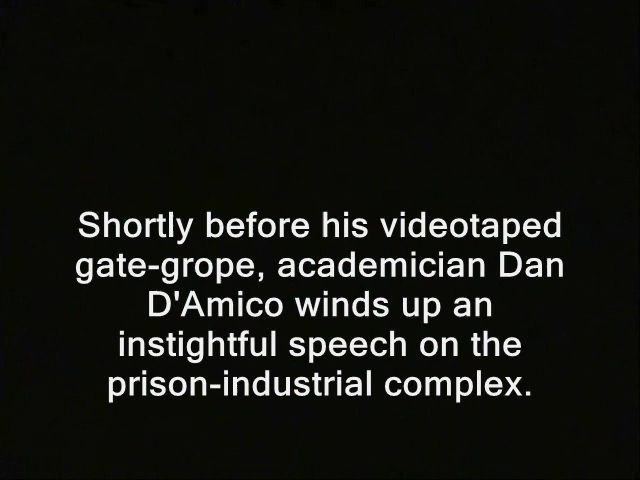 Shortly before his videotaped
gate-grope, academician Dan
D'Amico winds up an
instightful speech on the
prison-industrial complex.